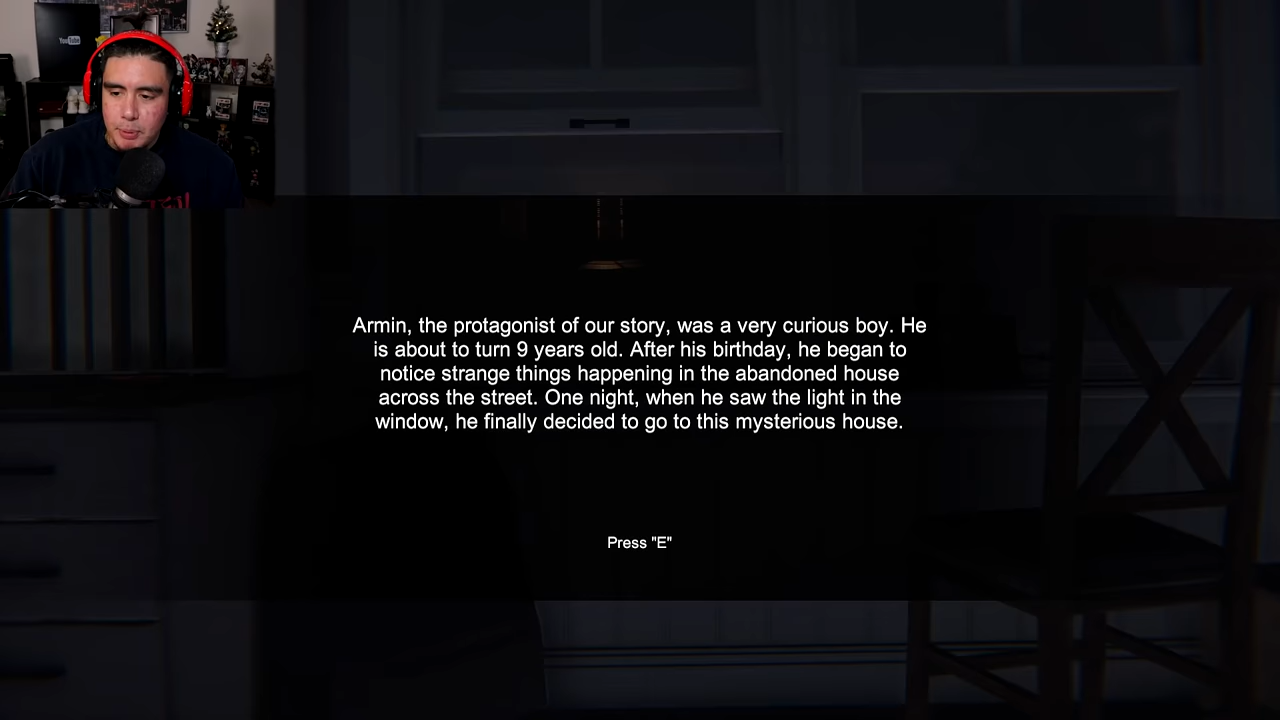 YouTube
Armin, the protagonist of our story, was a very curious boy. He
is about to turn 9 years old. After his birthday, he began to
notice strange things happening in the abandoned house
across the street. One night, when he saw the light in the
window, he finally decided to go to this mysterious house.
Press "E"